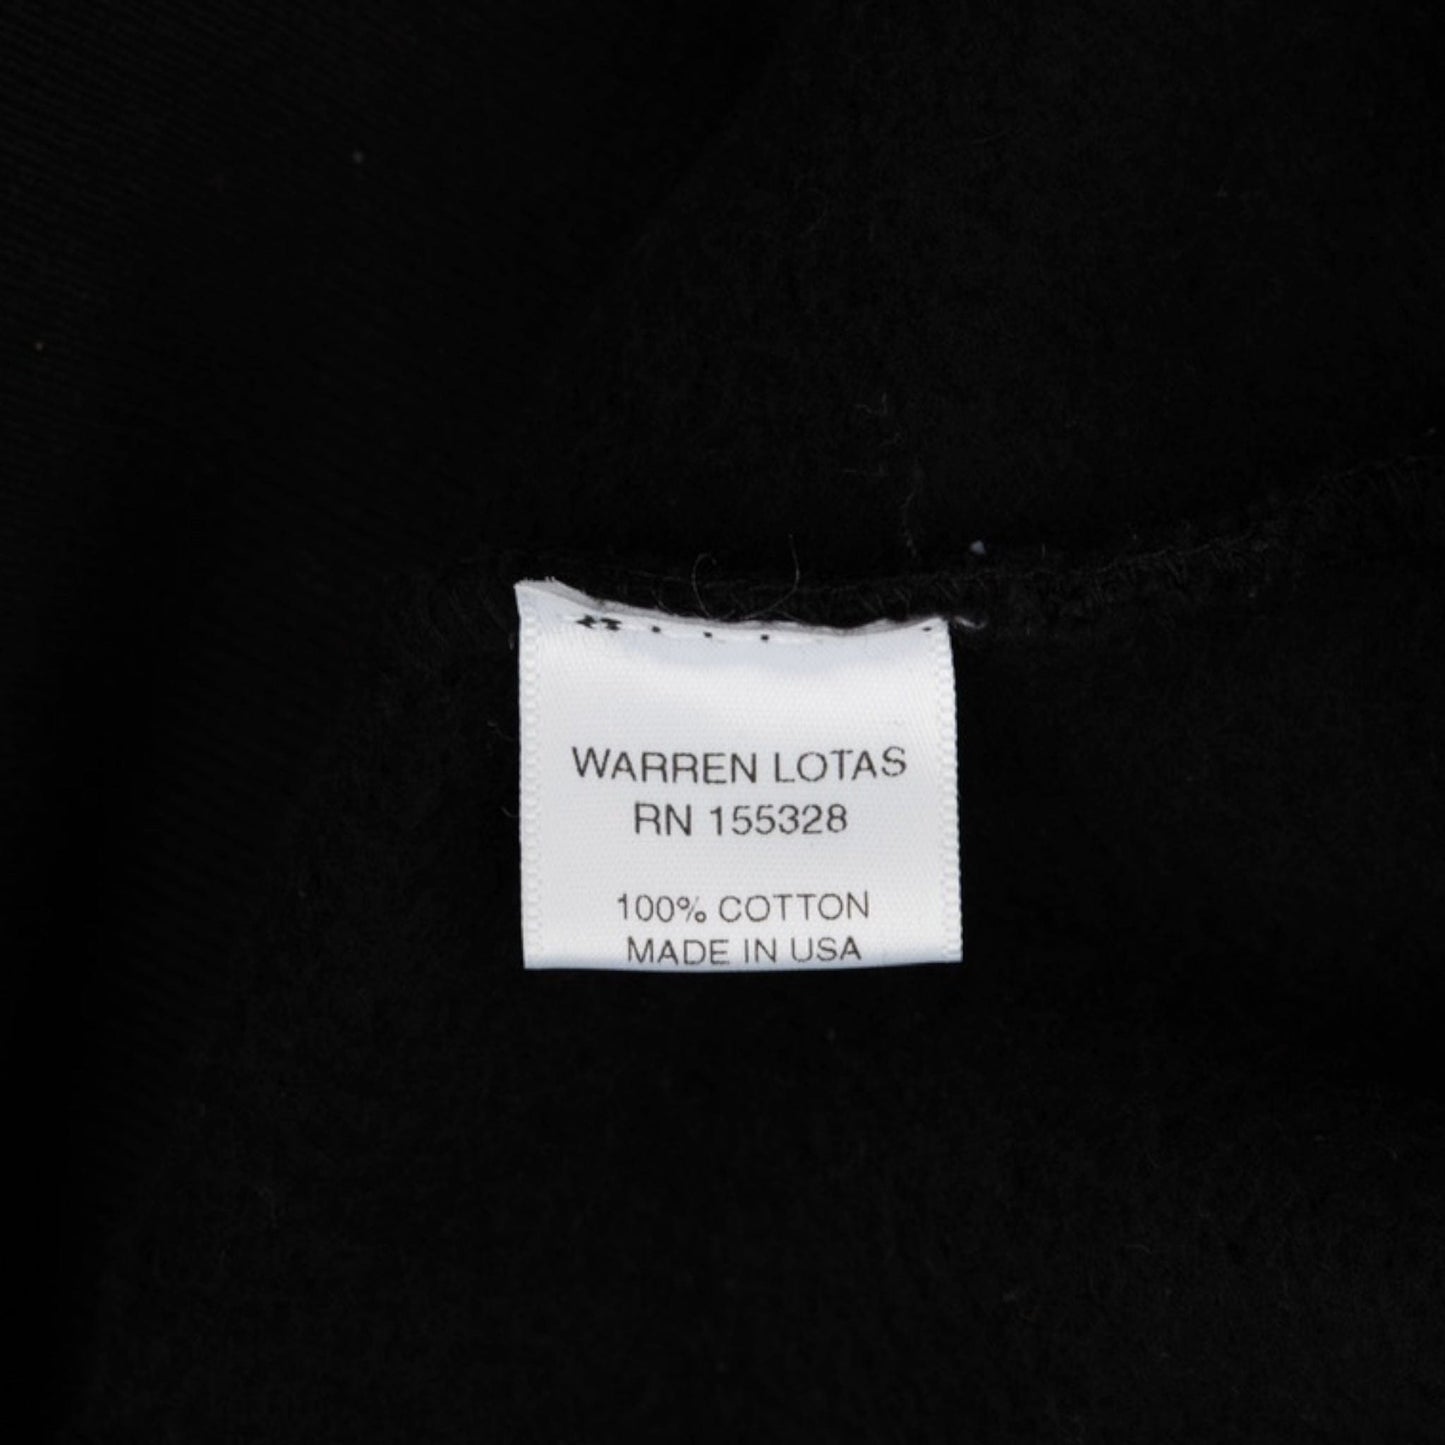 WARREN LOTAS
RN 155328
100% COTTON
MADE IN USA